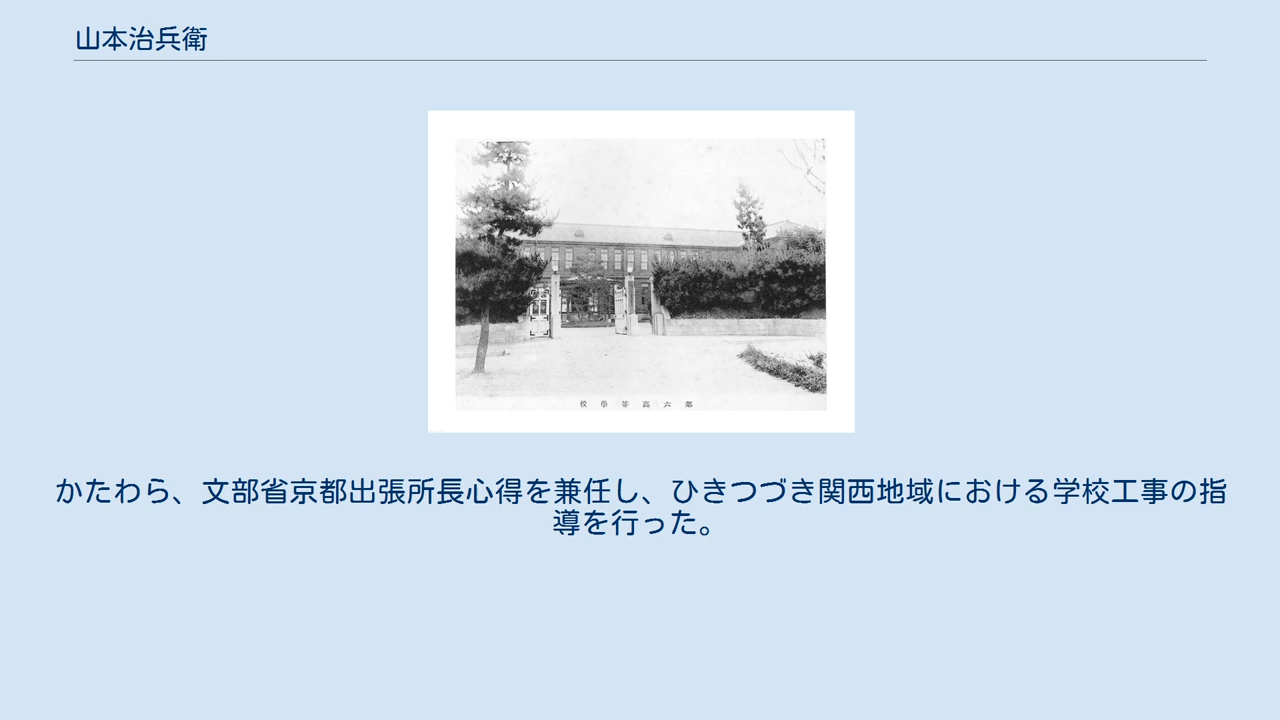 山本治兵衛
校學等高六第
かたわら、文部省京都出張所長心得を兼任し、ひきつづき関西地域における学校工事の指
導を行った。